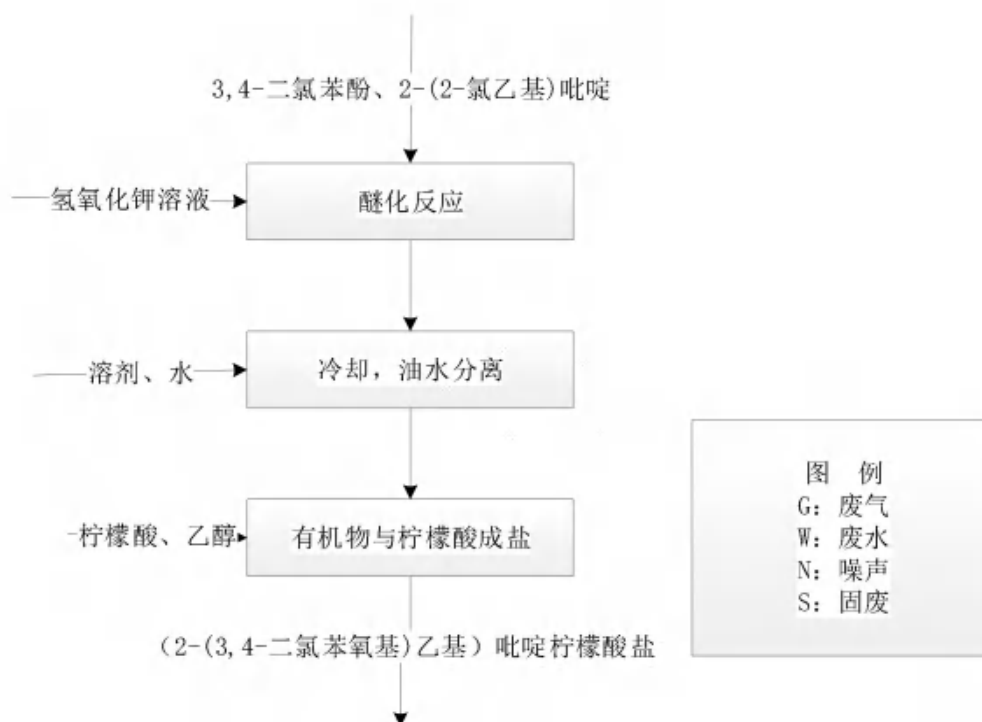 3,4-二氯苯酚、2-(2-氯乙基)吡啶
氢氧化钾溶液
醚化反应
溶剂、水
冷却，油水分离
柠檬酸、乙醇
有机物与柠檬酸成盐
（2-(3,4-二氯苯氧基)乙基）吡啶柠檬酸盐
图 例
G: 废气
W: 废水
N: 噪声
S: 固废